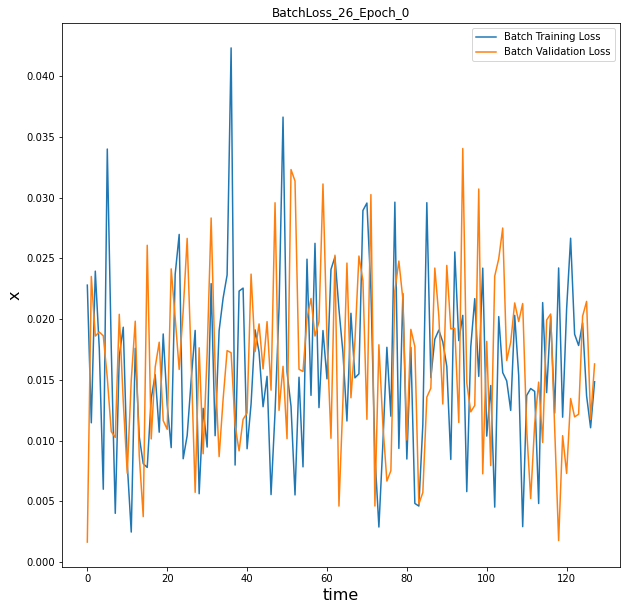 BatchLoss_26_Epoch_0
Batch Training Loss
Batch Validation Loss
0.040
0.035
0.030
0.025
0.020
0.015
0.010
0.005
0.000
x
0 20 40 60 80 100 120
time